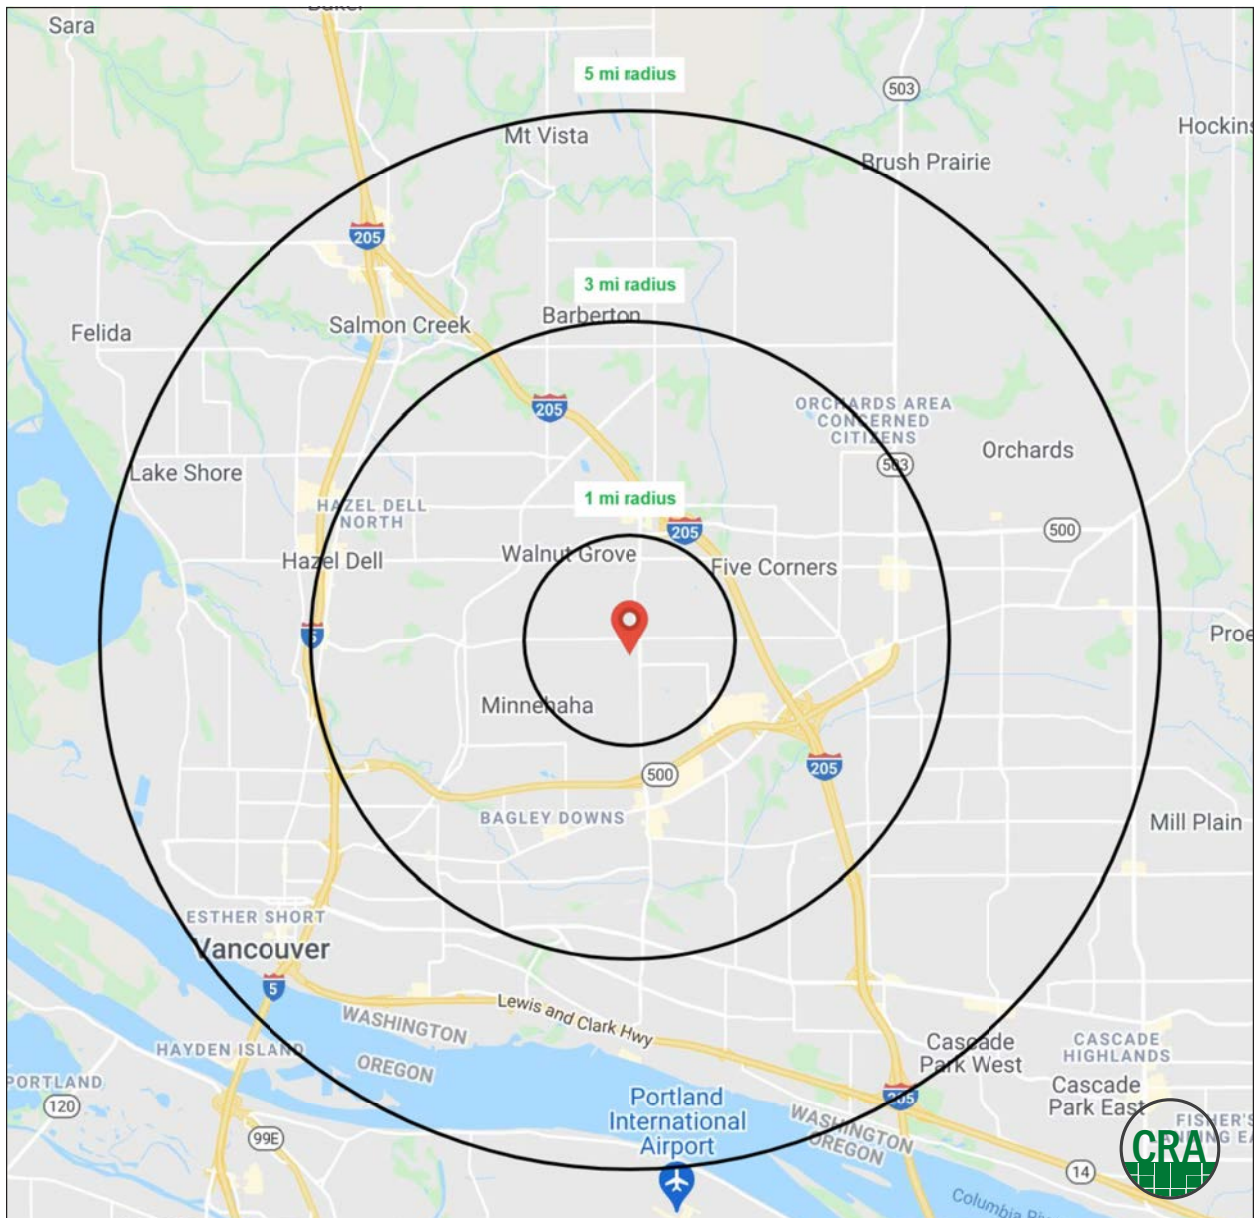 Sara
5 mi radius
503
Hockins
Mt Vista
Brush Prairie
205
3 mi radius
Barberton
Salmon Creek
Felida
205
ORCHARDS AREA
CONCERNED
CITIZENS
Orchards
503
Lake Shore
1 mi radius
HAZEL DELL
NORTH
205
500
Walnut Grove
Hazel Dell
Five Corners
5
Proe
Minnehaha
205
500
BAGLEY DOWNS
Mill Plain
ESTHER SHORT
Vancouver
5
Lewis and Clark Hwy
WASHINGTON
OREGON
HAYDEN ISLAND
Cascade
Park West
CASCADE
HIGHLANDS
PORTLAND
120
Cascade
Park East
205
Portland
International
Airport
WASHINGTON
OREGON
FISHER'S
99E
CRA
14
Columbia